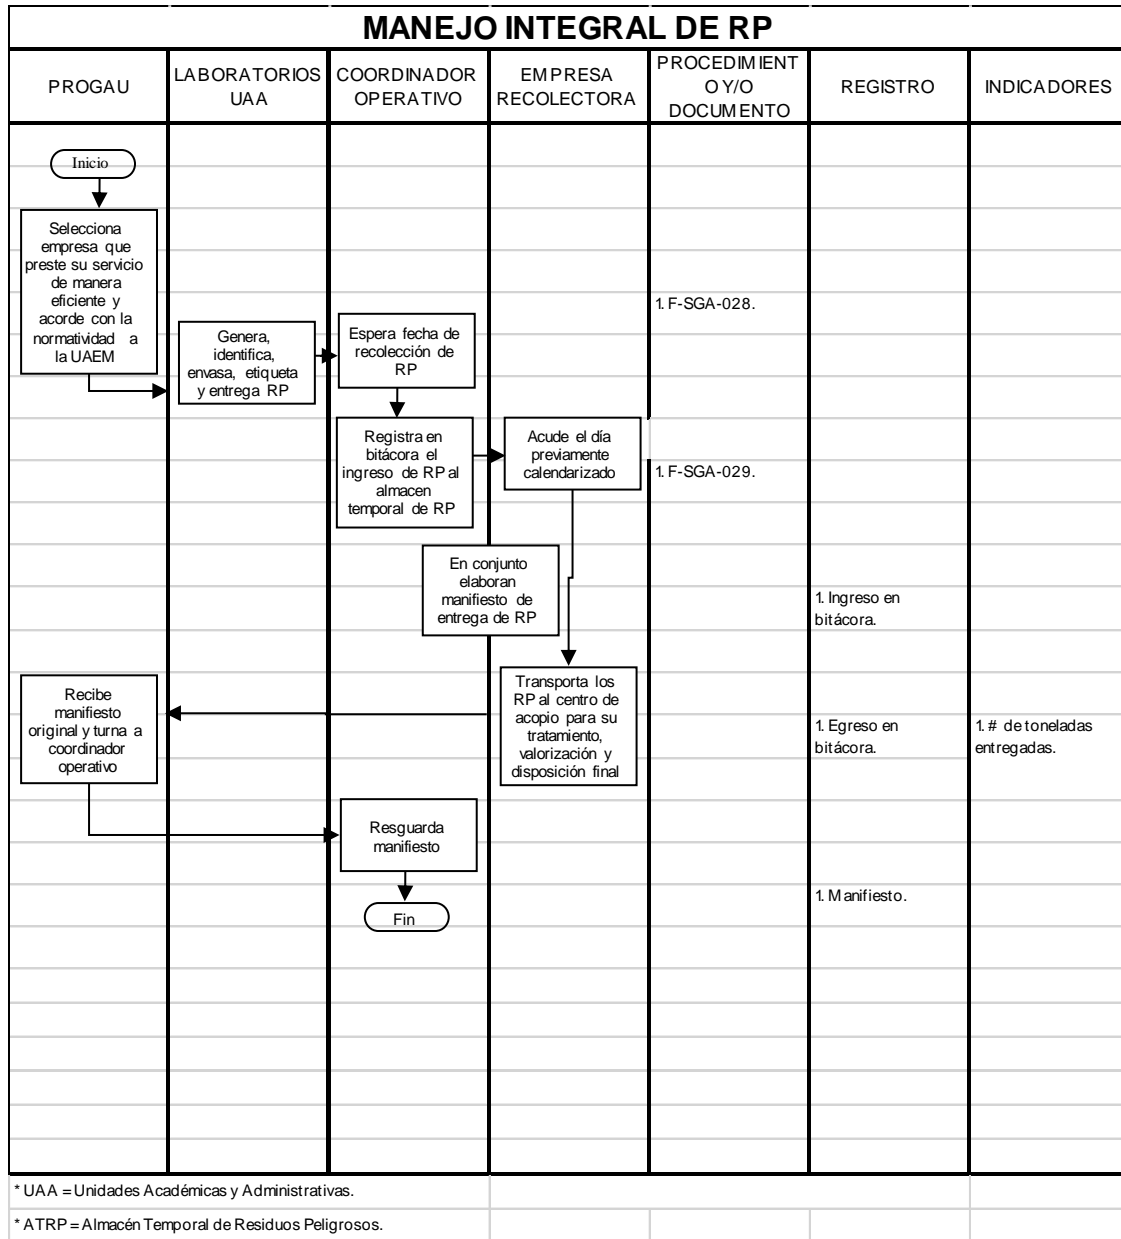 MANEJO INTEGRAL DE RP
PROGAU
LABORATORIOS
UAA
COORDINADOR
OPERATIVO
EMPRESA
RECOLECTORA
PROCEDIMIENT
O Y/O
DOCUMENTO
REGISTRO
INDICADORES
Inicio
Selecciona
empresa que
preste su servicio
de manera
eficiente y
acorde con la
normatividad a
la UAEM
Genera,
identifica,
envasa, etiqueta
y entrega RP
Espera fecha de
recolección de
RP
1. F-SGA-028.
Registra en
bitácora el
ingreso de RP al
almacen
temporal de RP
Acude el día
previamente
calendarizado
1. F-SGA-029.
En conjunto
elaboran
manifiesto de
entrega de RP
1. Ingreso en
bitácora.
Transporta los
RP al centro de
acopio para su
tratamiento,
valorización y
disposición final
Recibe
manifiesto
original y turna a
coordinador
operativo
1. Egreso en
bitácora.
1. # de toneladas
entregadas.
Resguarda
manifiesto
1. Manifiesto.
Fin
* UAA = Unidades Académicas y Administrativas.
* ATRP = Almacén Temporal de Residuos Peligrosos.